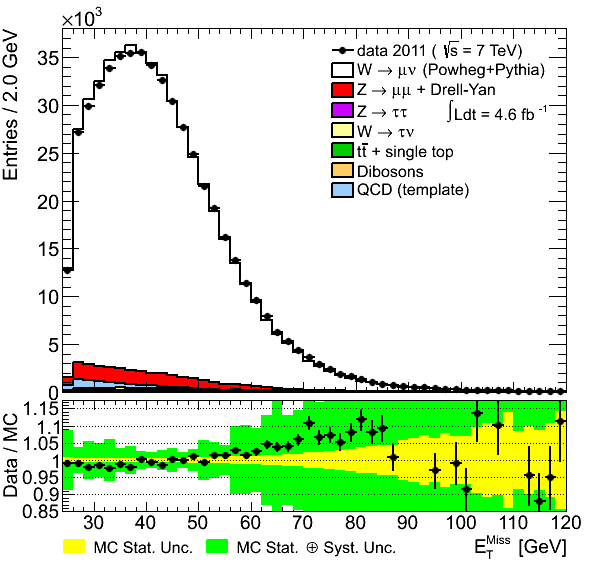 ×10³
Entries / 2.0 GeV
35
30
25
20
15
10
5
0
data 2011 ( √s = 7 TeV)
W → μν (Powheg+Pythia)
Z → μμ + Drell-Yan
Z → ττ
∫Ldt = 4.6 fb⁻¹
W → τν
tt̅ + single top
Dibosons
QCD (template)
Data / MC
1.15
1.1
1.05
1
0.95
0.9
0.85
30 40 50 60 70 80 90 100 110 120
MC Stat. Unc.
MC Stat. ⊕ Syst. Unc.
E_T^Miss [GeV]